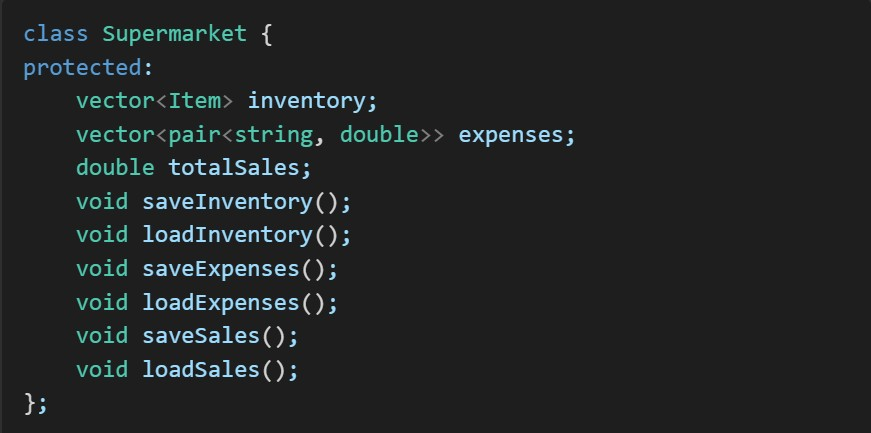 class Supermarket {
protected:
    vector<Item> inventory;
    vector<pair<string, double>> expenses;
    double totalSales;
    void saveInventory();
    void loadInventory();
    void saveExpenses();
    void loadExpenses();
    void saveSales();
    void loadSales();
};